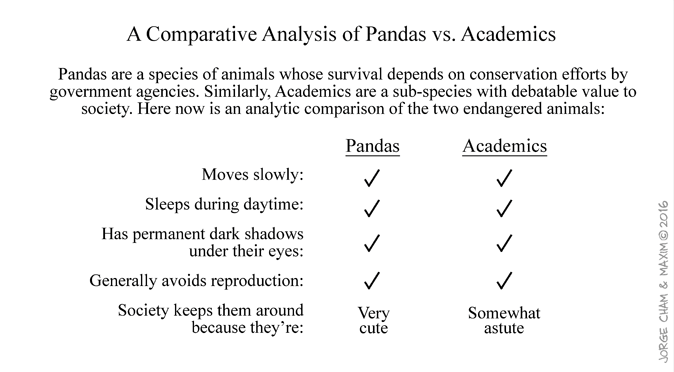 A Comparative Analysis of Pandas vs. Academics
Pandas are a species of animals whose survival depends on conservation efforts by
government agencies. Similarly, Academics are a sub-species with debatable value to
society. Here now is an analytic comparison of the two endangered animals:
Pandas Academics
Moves slowly: ✓ ✓
Sleeps during daytime: ✓ ✓
Has permanent dark shadows
under their eyes: ✓ ✓
Generally avoids reproduction: ✓ ✓
Society keeps them around Very Somewhat
because they're: cute astute
JORGE CHAM & MAXIM © 2016